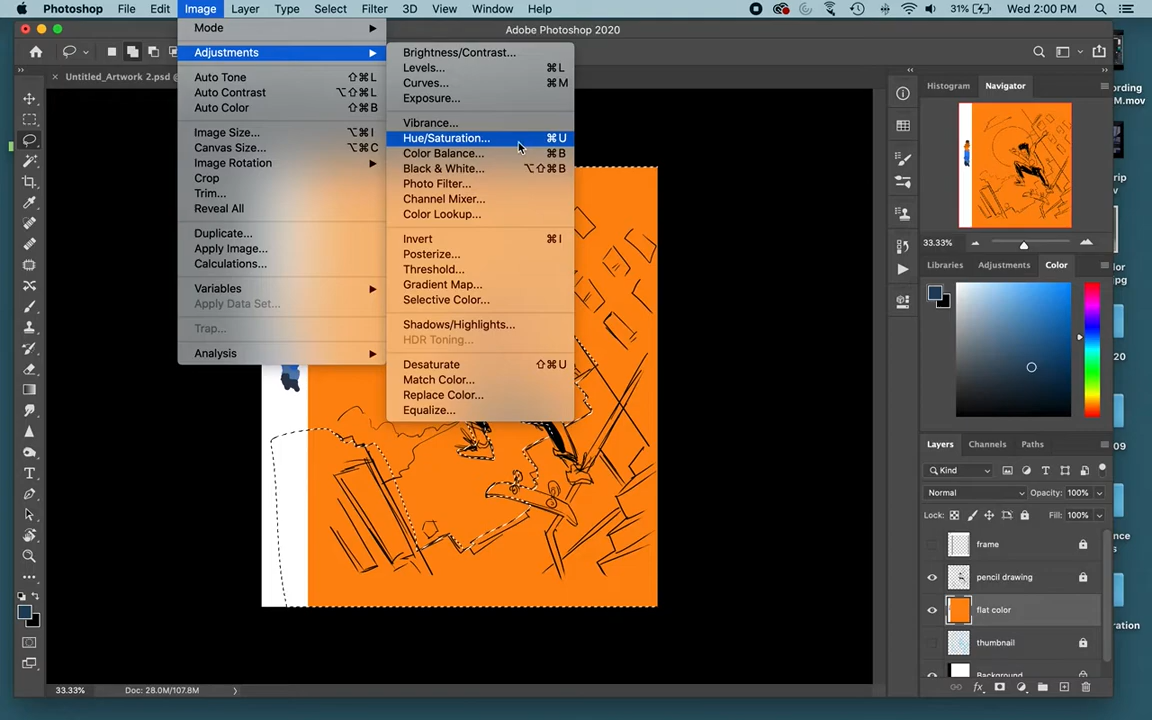 Photoshop File Edit Image Layer Type Select Filter 3D View Window Help 31% Wed 2:00 PM
Adobe Photoshop 2020
Untitled_Artwork 2.psd @
Mode
Adjustments
Auto Tone ⇧⌘L
Auto Contrast ⌥⇧⌘L
Auto Color ⇧⌘B
Image Size... ⌥⌘I
Canvas Size... ⌥⌘C
Image Rotation
Crop
Trim...
Reveal All
Duplicate...
Apply Image...
Calculations...
Variables
Apply Data Set...
Trap...
Analysis
Brightness/Contrast...
Levels... ⌘L
Curves... ⌘M
Exposure...
Vibrance...
Hue/Saturation... ⌘U
Color Balance... ⌘B
Black & White... ⌥⇧⌘B
Photo Filter...
Channel Mixer...
Color Lookup...
Invert ⌘I
Posterize...
Threshold...
Gradient Map...
Selective Color...
Shadows/Highlights...
HDR Toning...
Desaturate ⇧⌘U
Match Color...
Replace Color...
Equalize...
Histogram Navigator
33.33%
Libraries Adjustments Color
Layers Channels Paths
Kind
Normal Opacity: 100%
Lock: Fill: 100%
frame
pencil drawing
flat color
thumbnail
Background
33.33% Doc: 28.0M/107.8M
M.mov
20
09